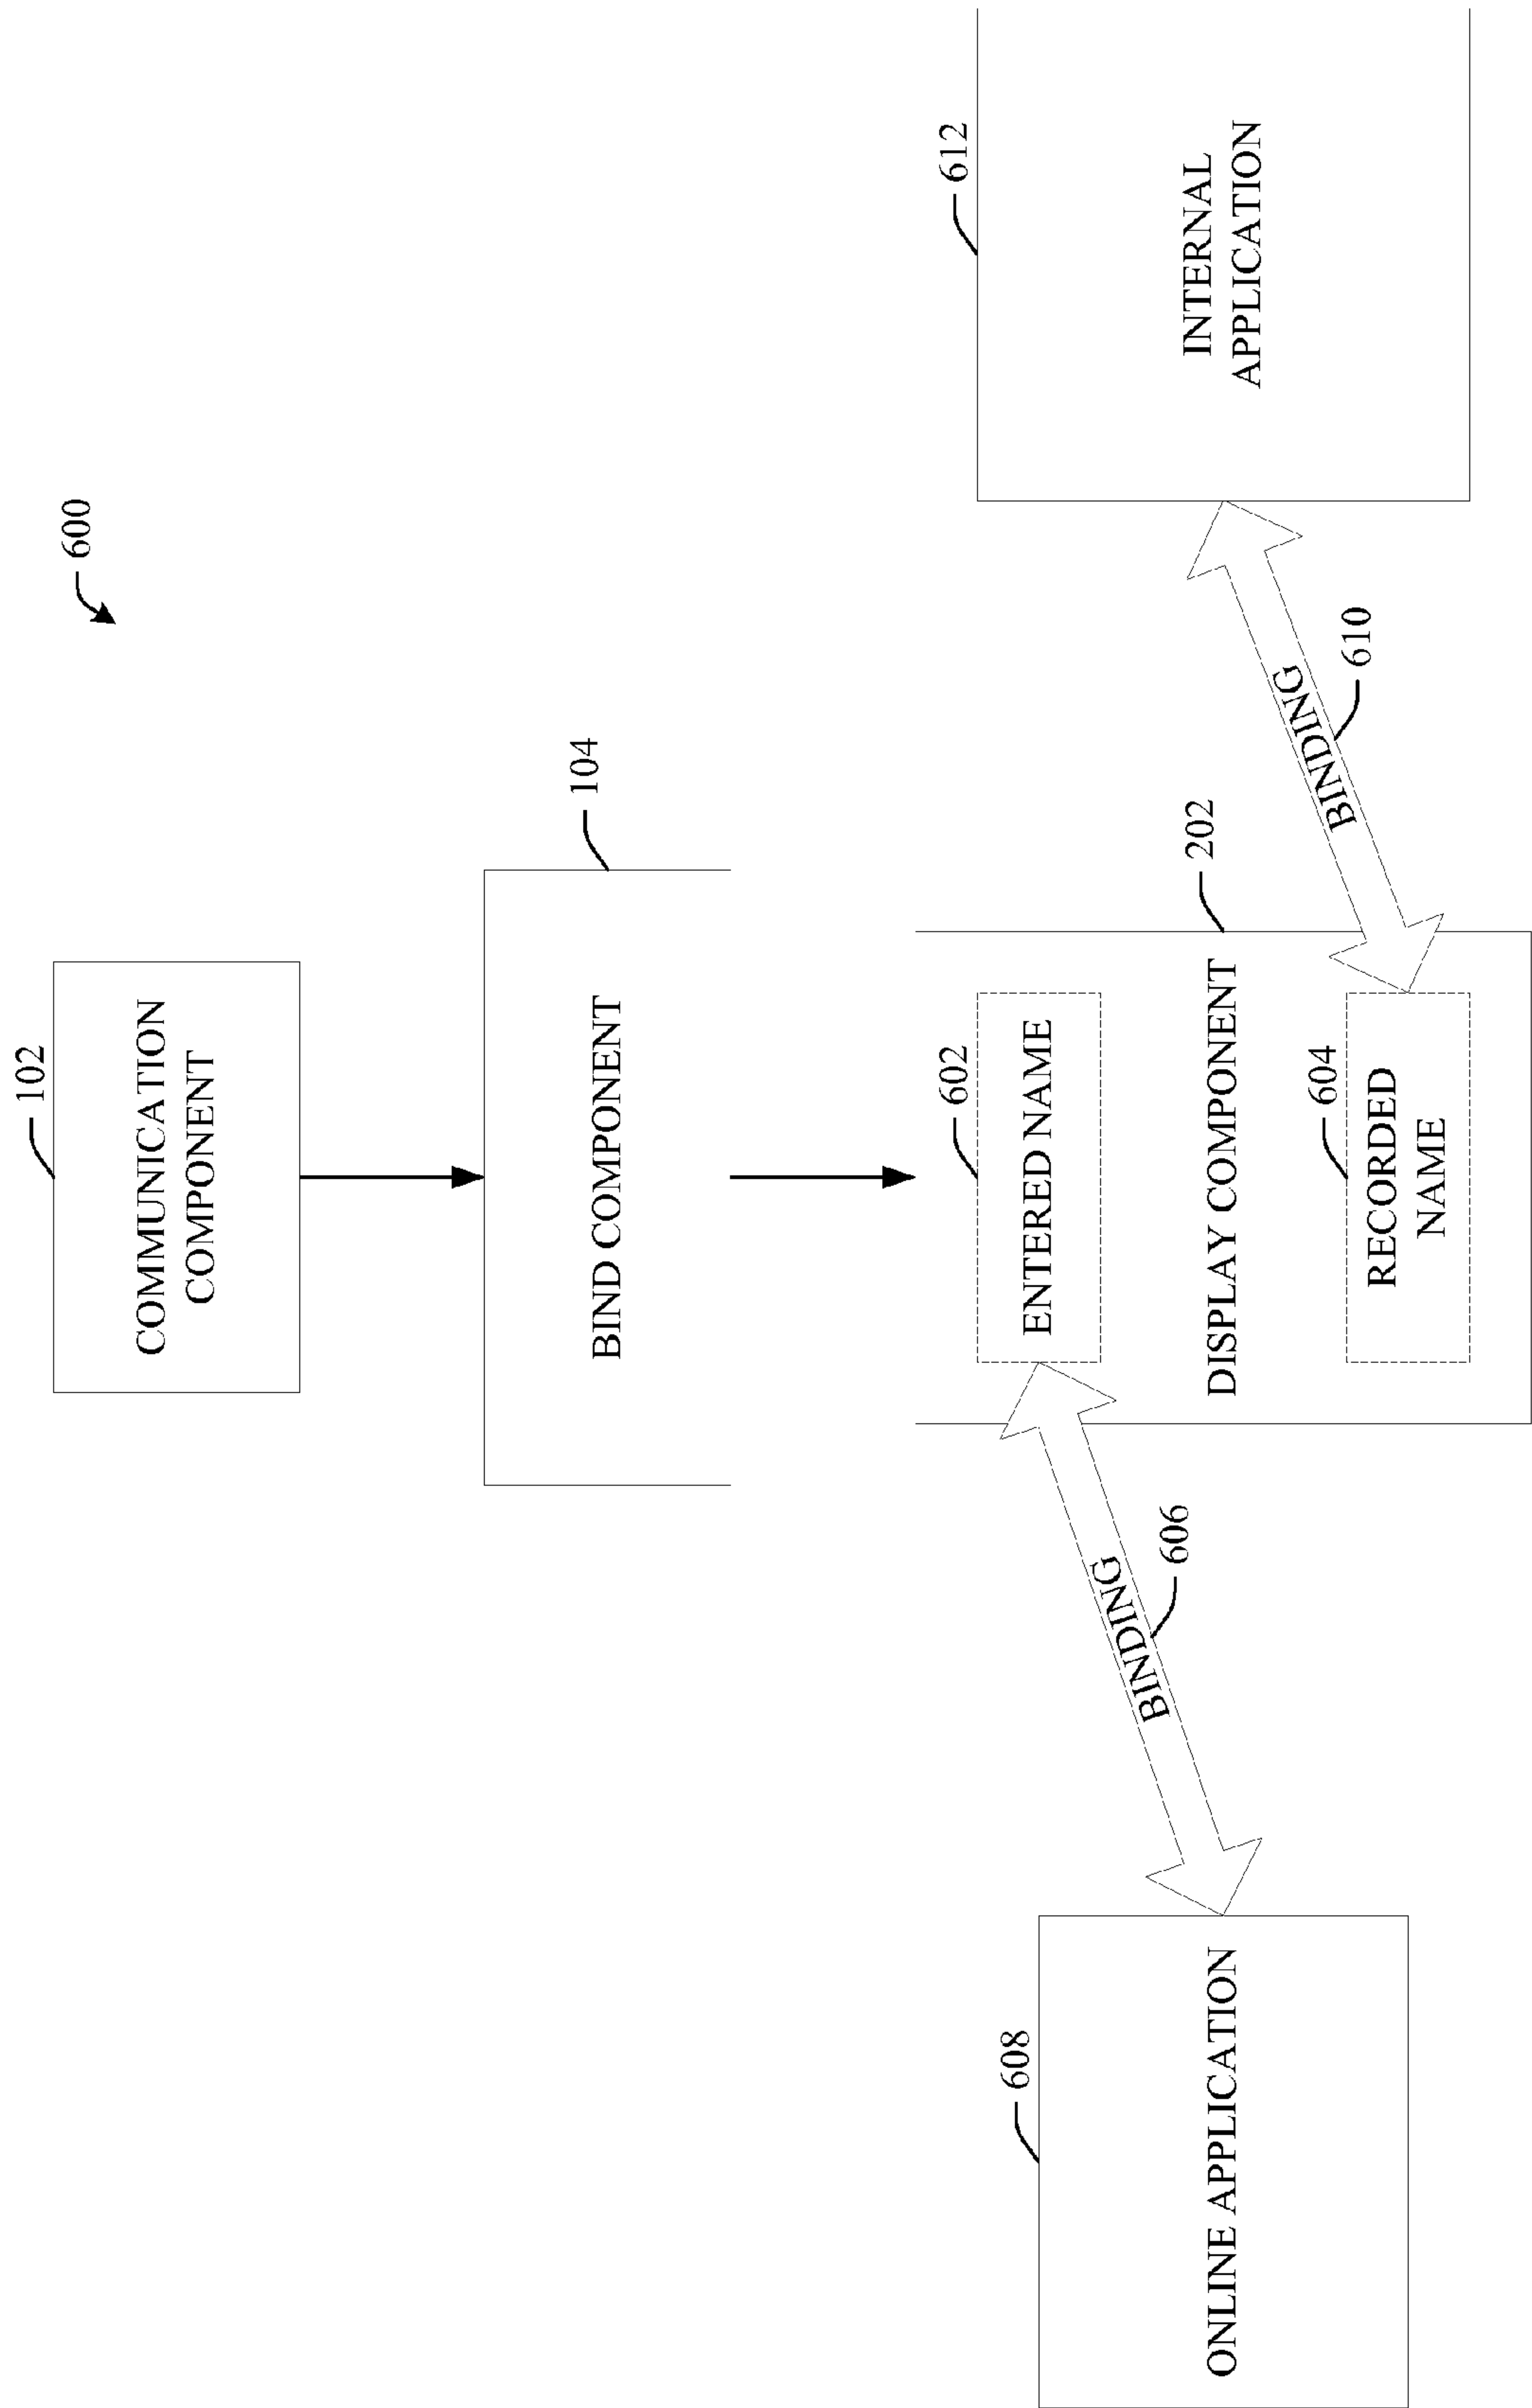 600
102
COMMUNICATION
COMPONENT
104
BIND COMPONENT
602
ENTERED NAME
202
DISPLAY COMPONENT
604
RECORDED
NAME
BINDING
606
608
ONLINE APPLICATION
BINDING
610
612
INTERNAL
APPLICATION